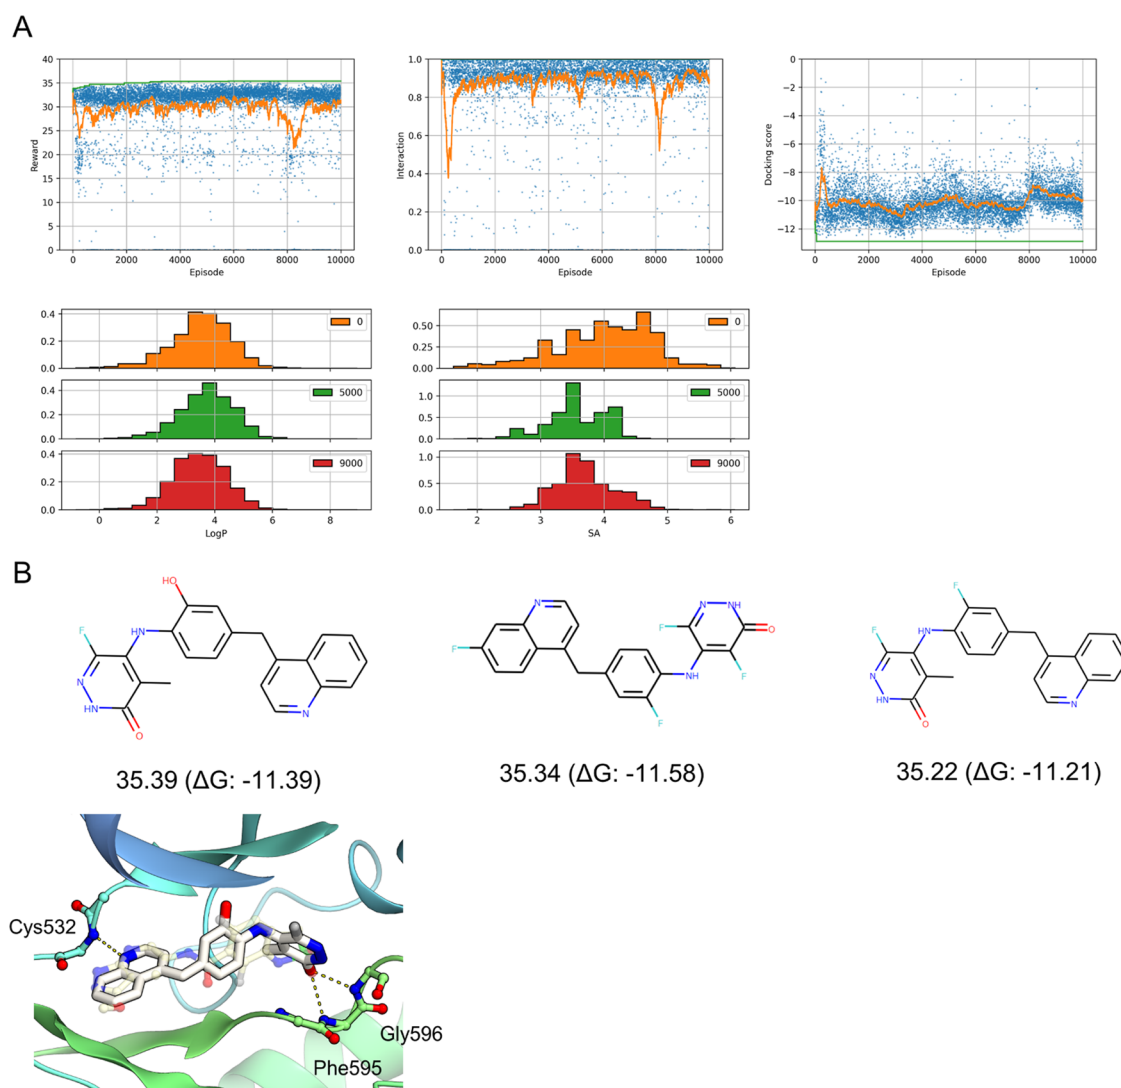 A
40
35
30
25
20
15
10
5
0
Reward
0 2000 4000 6000 8000 10000
Episode
1.0
0.8
0.6
0.4
0.2
0.0
Interaction
0 2000 4000 6000 8000 10000
Episode
0
−2
−4
−6
−8
−10
−12
Docking score
0 2000 4000 6000 8000 10000
Episode
0.4
0.2
0.0
0
0.4
0.2
0.0
5000
0.4
0.2
0.0
9000
0 2 4 6 8
LogP
0.50
0.25
0.00
0
1.0
0.5
0.0
5000
1.0
0.5
0.0
9000
2 3 4 5 6
SA
B
HO
F
HN
N
HN
O
N
35.39 (ΔG: -11.39)
N
F
F
NH
F
N
NH
O
F
35.34 (ΔG: -11.58)
F
F
HN
N
HN
O
N
35.22 (ΔG: -11.21)
Cys532
Gly596
Phe595